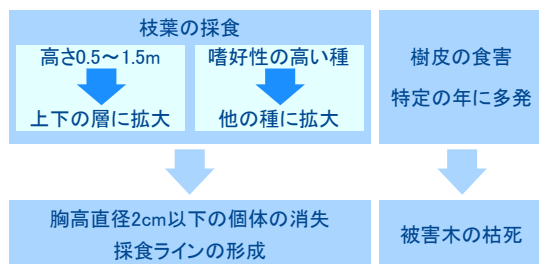 枝葉の採食
高さ0.5～1.5m
上下の層に拡大
嗜好性の高い種
他の種に拡大
樹皮の食害
特定の年に多発
胸高直径2cm以下の個体の消失
採食ラインの形成
被害木の枯死